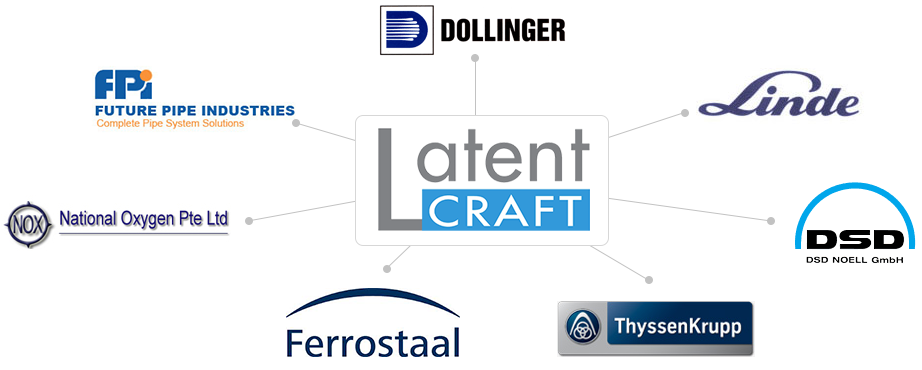 DOLLINGER
FPi
FUTURE PIPE INDUSTRIES
Complete Pipe System Solutions
Linde
Latent
CRAFT
NOX
National Oxygen Pte Ltd
DSD
DSD NOELL GmbH
Ferrostaal
ThyssenKrupp